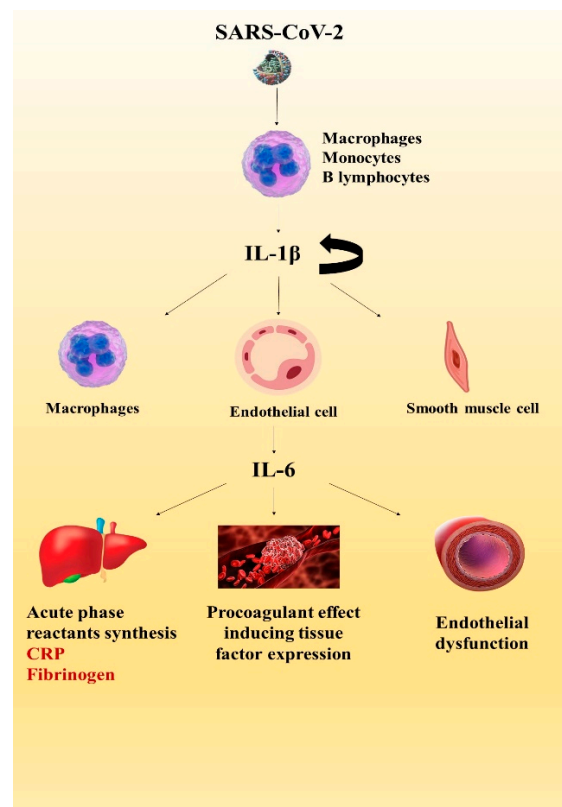 SARS-CoV-2
Macrophages
Monocytes
B lymphocytes
IL-1β
Macrophages
Endothelial cell
Smooth muscle cell
IL-6
Acute phase
reactants synthesis
CRP
Fibrinogen
Procoagulant effect
inducing tissue
factor expression
Endothelial
dysfunction